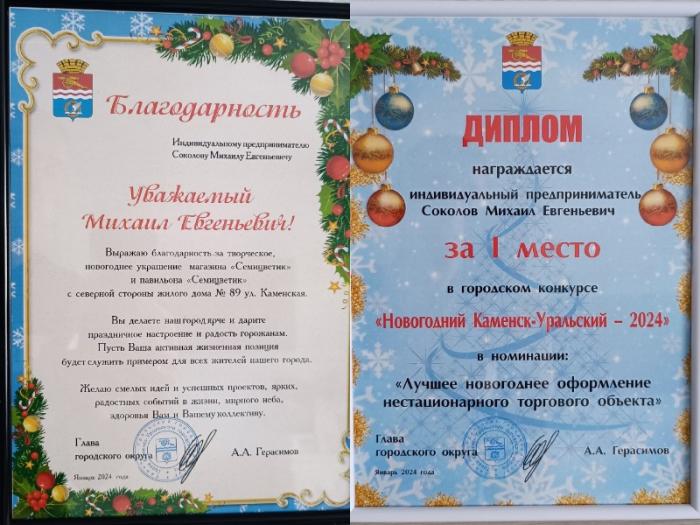 Благодарность
Индивидуальному предпринимателю
Соколову Михаилу Евгеньевичу
Уважаемый
Михаил Евгеньевич!
Выражаю благодарность за творческое,
новогоднее украшение магазина «Семицветик»
и павильона «Семицветик»
с северной стороны жилого дома № 89 ул. Каменская.
Вы делаете наш город ярче и дарите
праздничное настроение и радость горожанам.
Пусть Ваша активная жизненная позиция
будет служить примером для всех жителей нашего города.
Желаю смелых идей и успешных проектов, ярких,
радостных событий в жизни, мирного неба,
здоровья Вам и Вашему коллективу.
Глава
городского округа
А.А. Герасимов
Январь 2024 года
ДИПЛОМ
награждается
индивидуальный предприниматель
Соколов Михаил Евгеньевич
за 1 место
в городском конкурсе
«Новогодний Каменск-Уральский – 2024»
в номинации:
«Лучшее новогоднее оформление
нестационарного торгового объекта»
Глава
городского округа
А.А. Герасимов
Январь 2024 года